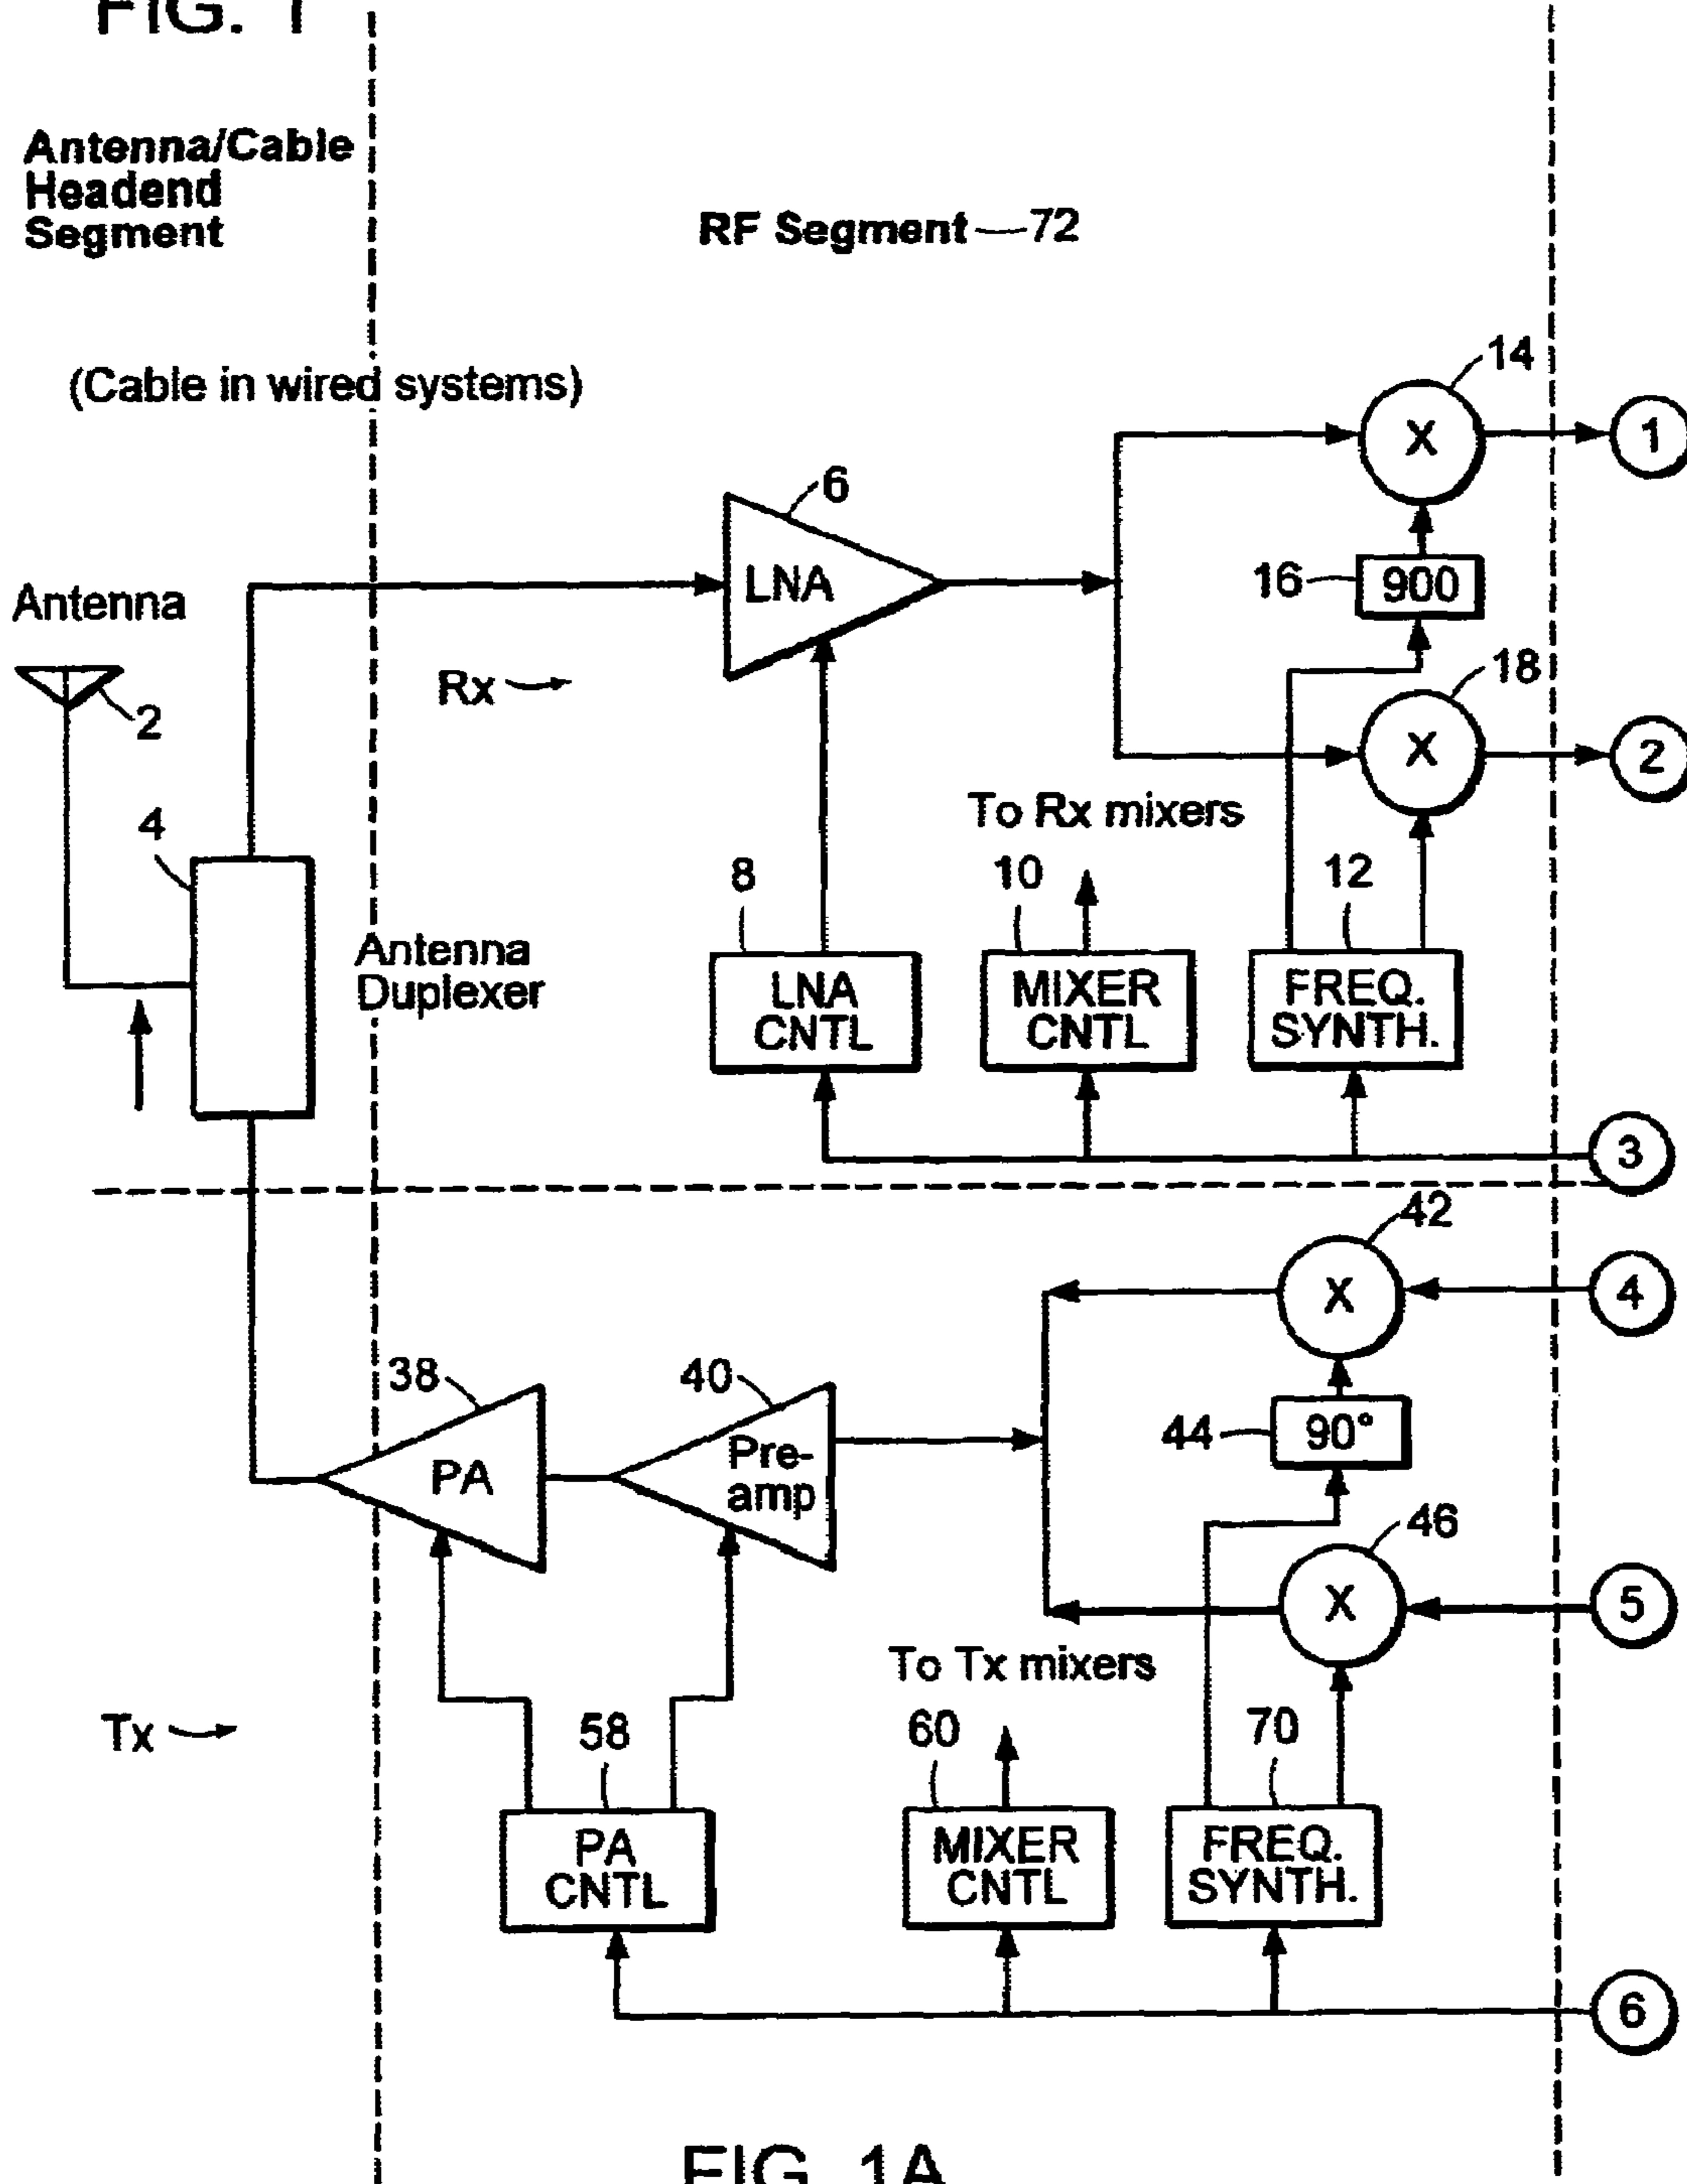 FIG. 1
Antenna/Cable
Headend
Segment
RF Segment 72
(Cable in wired systems)
14
X
1
6
LNA
16
900
Antenna
Rx
18
X
2
2
To Rx mixers
4
8
10
12
Antenna
Duplexer
LNA
CNTL
MIXER
CNTL
FREQ.
SYNTH.
3
42
X
4
38
40
PA
Pre-
amp
44
90°
46
X
5
To Tx mixers
Tx
58
60
70
PA
CNTL
MIXER
CNTL
FREQ.
SYNTH.
6
FIG. 1A